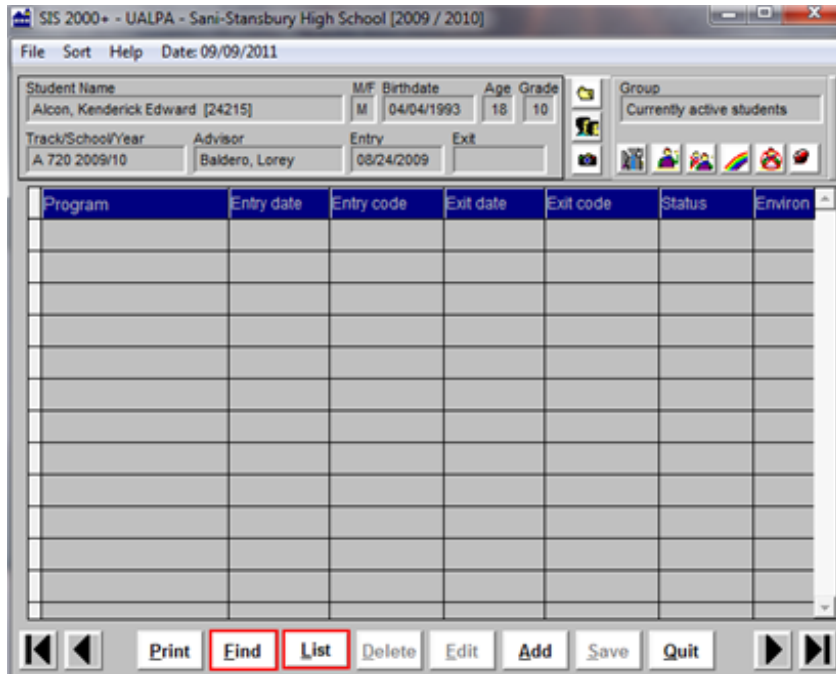 SIS 2000+ - UALPA - Sani-Stansbury High School [2009 / 2010]
File Sort Help Date: 09/09/2011
Student Name M/F Birthdate Age Grade Group
Alcon, Kenderick Edward [24215] M 04/04/1993 18 10 Currently active students
Track/School/Year Advisor Entry Exit
A 720 2009/10 Baldero, Lorey 08/24/2009
Program Entry date Entry code Exit date Exit code Status Environ
Print Find List Delete Edit Add Save Quit